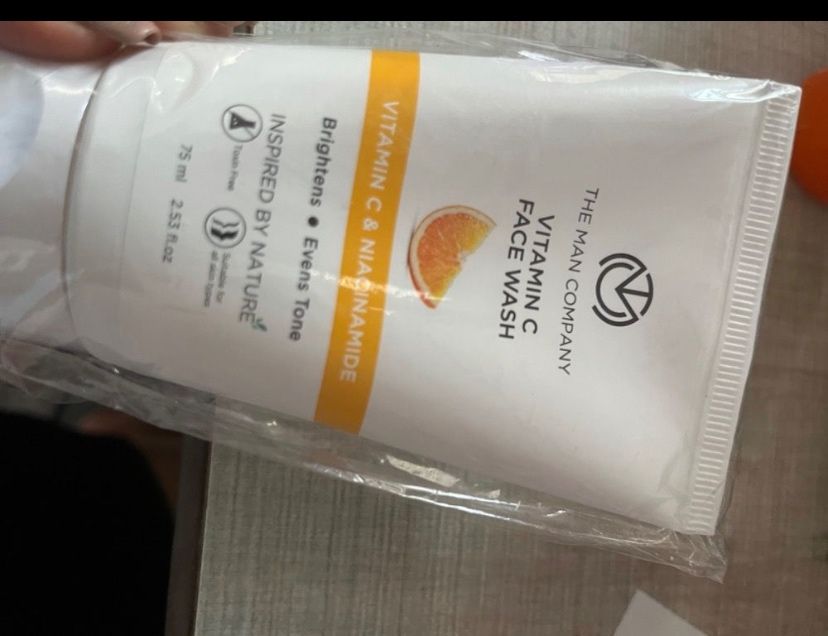 THE MAN COMPANY
VITAMIN C
FACE WASH
VITAMIN C & NIACINAMIDE
Brightens • Evens Tone
INSPIRED BY NATURE
Toxin Free
Suitable for
all skin types
75 ml 2.53 fl.oz